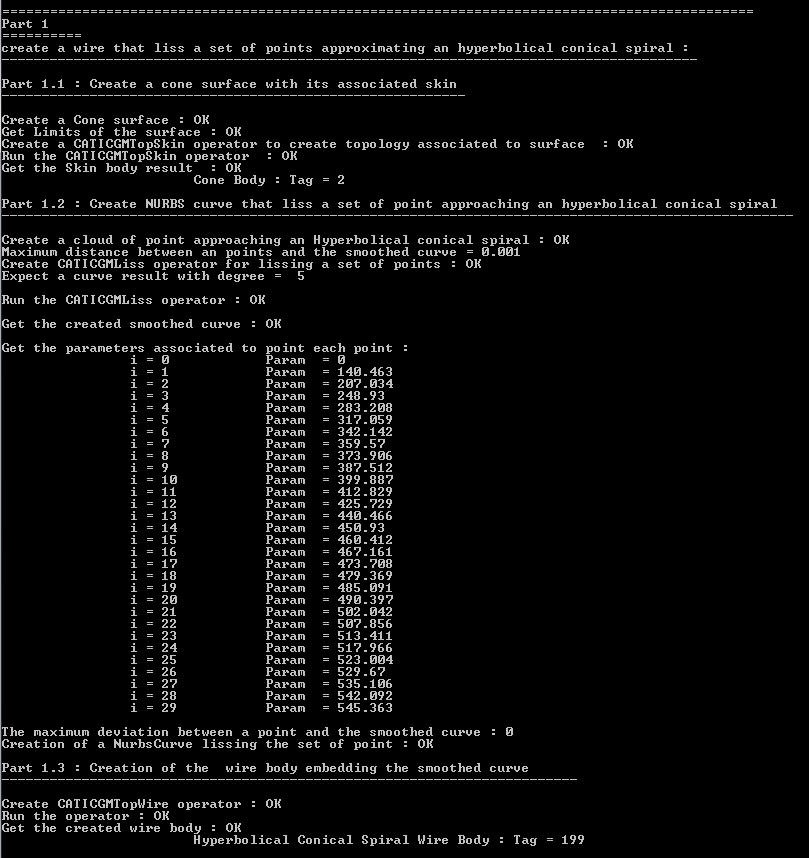 Part 1
==========
create a wire that liss a set of points approximating an hyperbolical conical spiral :
Part 1.1 : Create a cone surface with its associated skin
Create a Cone surface : OK
Get Limits of the surface : OK
Create a CATICGMTopSkin operator to create topology associated to surface  : OK
Run the CATICGMTopSkin operator  : OK
Get the Skin body result  : OK
Cone Body : Tag = 2
Part 1.2 : Create NURBS curve that liss a set of point approaching an hyperbolical conical spiral
Create a cloud of point approaching an Hyperbolical conical spiral : OK
Maximum distance between an points and the smoothed curve = 0.001
Create CATICGMLiss operator for lissing a set of points : OK
Expect a curve result with degree =  5
Run the CATICGMLiss operator : OK
Get the created smoothed curve : OK
Get the parameters associated to point each point :
i = 0 Param  = 0
i = 1 Param  = 140.463
i = 2 Param  = 207.034
i = 3 Param  = 248.93
i = 4 Param  = 283.208
i = 5 Param  = 317.059
i = 6 Param  = 342.142
i = 7 Param  = 359.57
i = 8 Param  = 373.906
i = 9 Param  = 387.512
i = 10 Param  = 399.887
i = 11 Param  = 412.829
i = 12 Param  = 425.729
i = 13 Param  = 440.466
i = 14 Param  = 450.93
i = 15 Param  = 460.412
i = 16 Param  = 467.161
i = 17 Param  = 473.708
i = 18 Param  = 479.369
i = 19 Param  = 485.091
i = 20 Param  = 490.397
i = 21 Param  = 502.042
i = 22 Param  = 507.856
i = 23 Param  = 513.411
i = 24 Param  = 517.966
i = 25 Param  = 523.004
i = 26 Param  = 529.67
i = 27 Param  = 535.106
i = 28 Param  = 542.092
i = 29 Param  = 545.363
The maximum deviation between a point and the smoothed curve : 0
Creation of a NurbsCurve lissing the set of point : OK
Part 1.3 : Creation of the  wire body embedding the smoothed curve
Create CATICGMTopWire operator : OK
Run the operator : OK
Get the created wire body : OK
Hyperbolical Conical Spiral Wire Body : Tag = 199